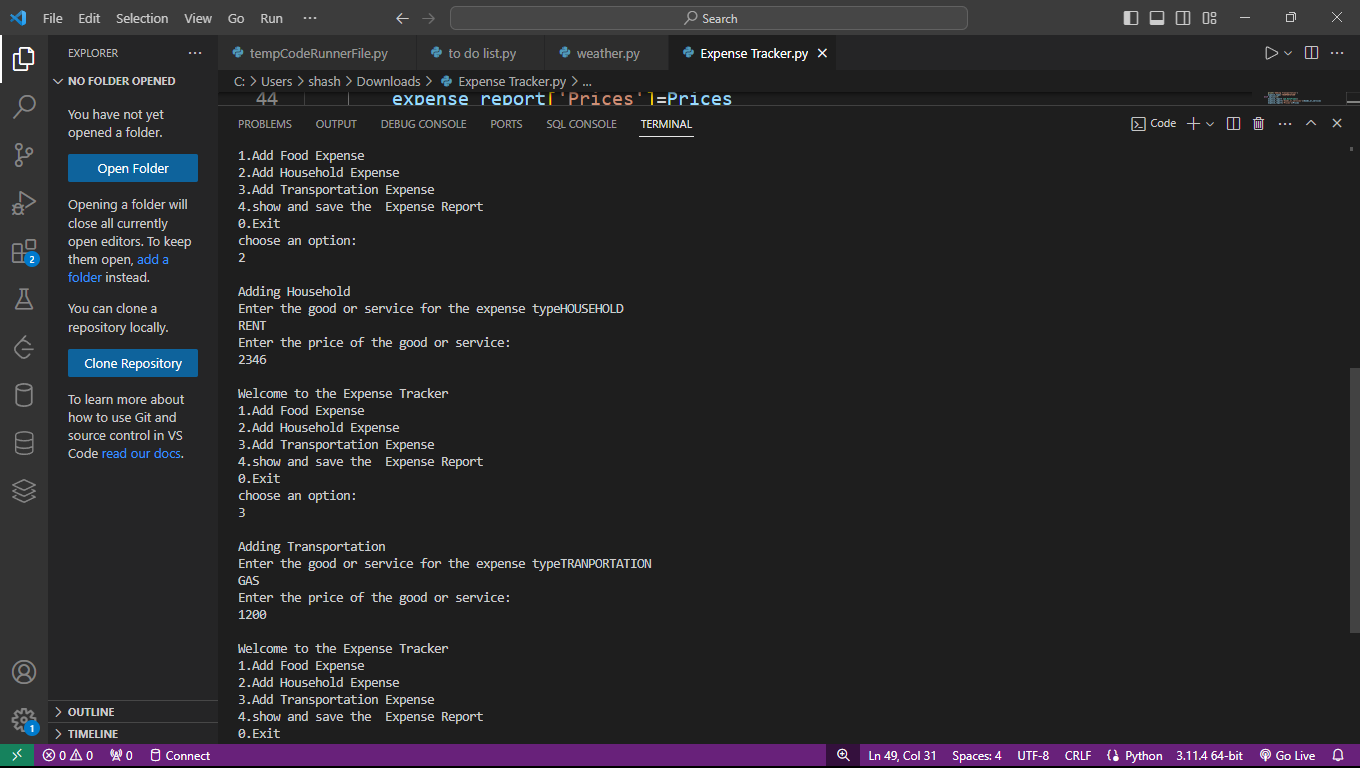 File Edit Selection View Go Run ··· Search
EXPLORER ···
tempCodeRunnerFile.py to do list.py weather.py Expense Tracker.py
NO FOLDER OPENED
C: > Users > shash > Downloads > Expense Tracker.py > ...
You have not yet
opened a folder.
Open Folder
Opening a folder will
close all currently
open editors. To keep
them open, add a
folder instead.
You can clone a
repository locally.
Clone Repository
To learn more about
how to use Git and
source control in VS
Code read our docs.
OUTLINE
TIMELINE
2
1
44 expense_report['Prices']=Prices
PROBLEMS OUTPUT DEBUG CONSOLE PORTS SQL CONSOLE TERMINAL Code
1.Add Food Expense
2.Add Household Expense
3.Add Transportation Expense
4.show and save the  Expense Report
0.Exit
choose an option:
2
Adding Household
Enter the good or service for the expense typeHOUSEHOLD
RENT
Enter the price of the good or service:
2346
Welcome to the Expense Tracker
1.Add Food Expense
2.Add Household Expense
3.Add Transportation Expense
4.show and save the  Expense Report
0.Exit
choose an option:
3
Adding Transportation
Enter the good or service for the expense typeTRANPORTATION
GAS
Enter the price of the good or service:
1200
Welcome to the Expense Tracker
1.Add Food Expense
2.Add Household Expense
3.Add Transportation Expense
4.show and save the  Expense Report
0.Exit
0 0 0 Connect Ln 49, Col 31 Spaces: 4 UTF-8 CRLF Python 3.11.4 64-bit Go Live